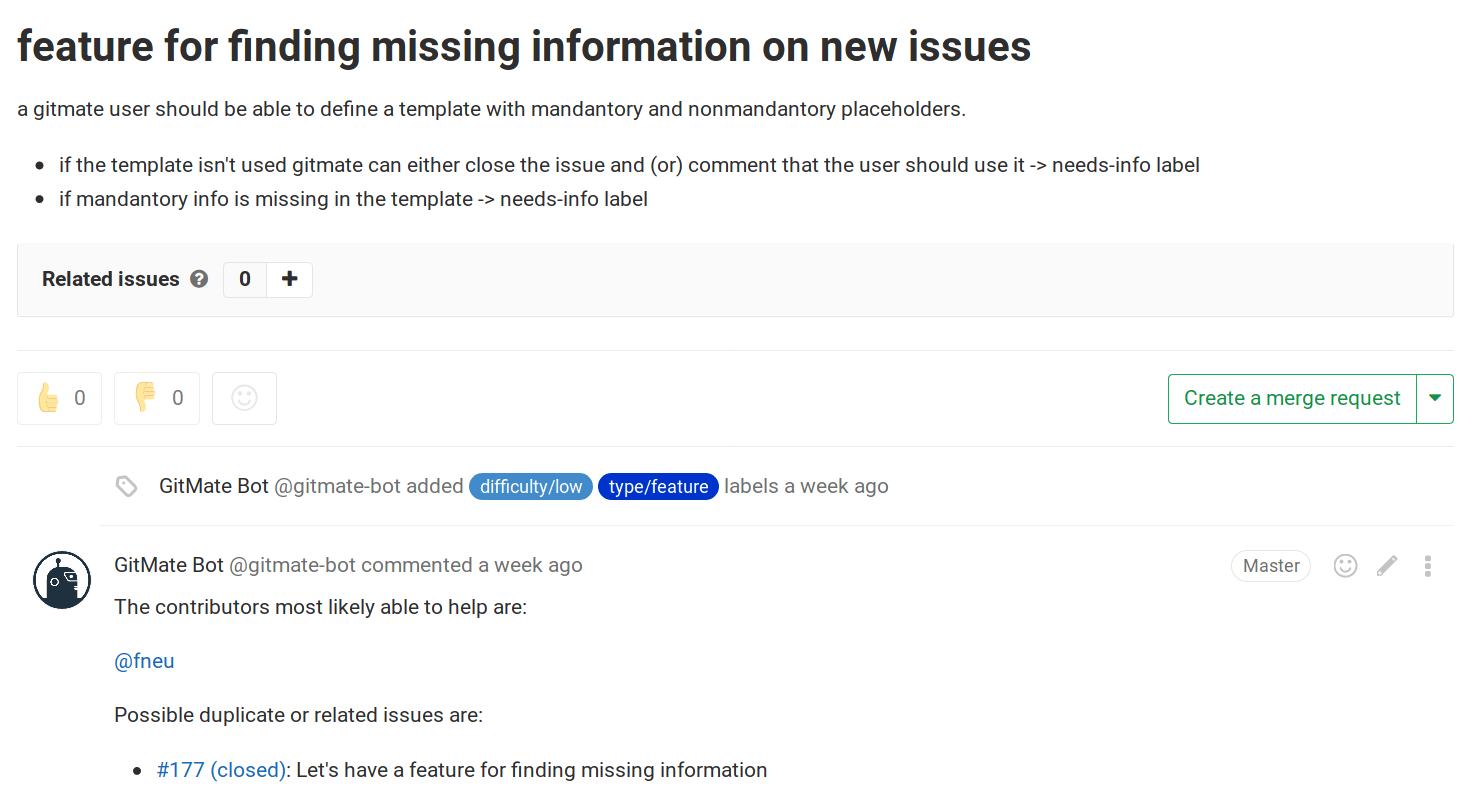 feature for finding missing information on new issues
a gitmate user should be able to define a template with mandantory and nonmandantory placeholders.
if the template isn't used gitmate can either close the issue and (or) comment that the user should use it -> needs-info label
if mandantory info is missing in the template -> needs-info label
Related issues ? 0 +
0 0 Create a merge request
GitMate Bot @gitmate-bot added difficulty/low type/feature labels a week ago
GitMate Bot @gitmate-bot commented a week ago Master
The contributors most likely able to help are:
@fneu
Possible duplicate or related issues are:
#177 (closed): Let's have a feature for finding missing information